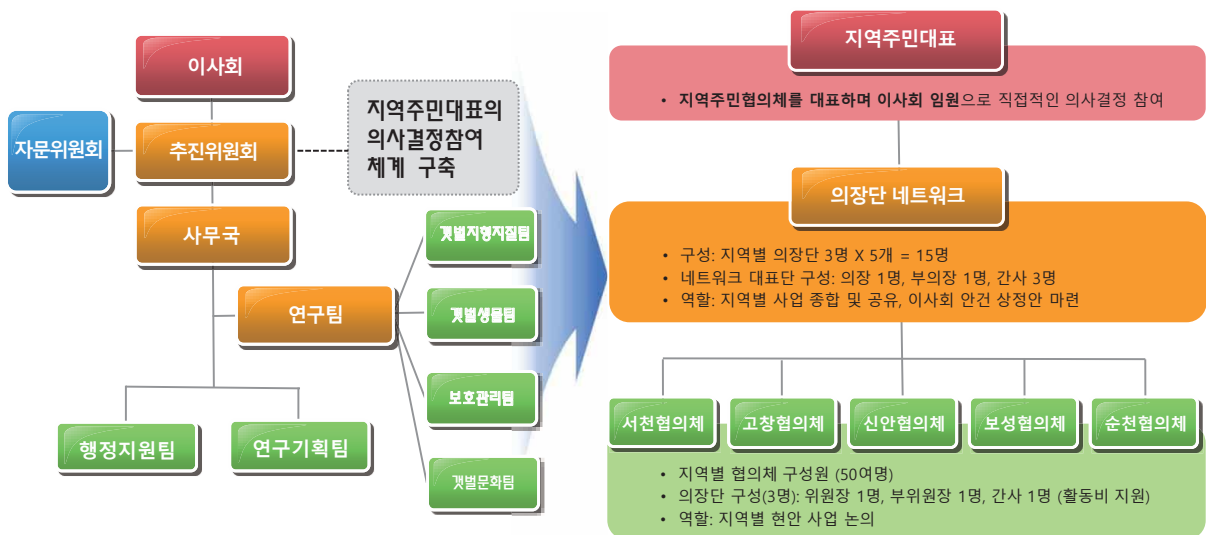 이사회
자문위원회
추진위원회
지역주민대표의
의사결정참여
체계 구축
사무국
갯벌지형지질팀
연구팀
갯벌생물팀
보호관리팀
행정지원팀
연구기획팀
갯벌문화팀
지역주민대표
• 지역주민협의체를 대표하며 이사회 임원으로 직접적인 의사결정 참여
의장단 네트워크
• 구성: 지역별 의장단 3명 X 5개 = 15명
• 네트워크 대표단 구성: 의장 1명, 부의장 1명, 간사 3명
• 역할: 지역별 사업 종합 및 공유, 이사회 안건 상정안 마련
서천협의체
고창협의체
신안협의체
보성협의체
순천협의체
• 지역별 협의체 구성원 (50여명)
• 의장단 구성(3명): 위원장 1명, 부위원장 1명, 간사 1명 (활동비 지원)
• 역할: 지역별 현안 사업 논의